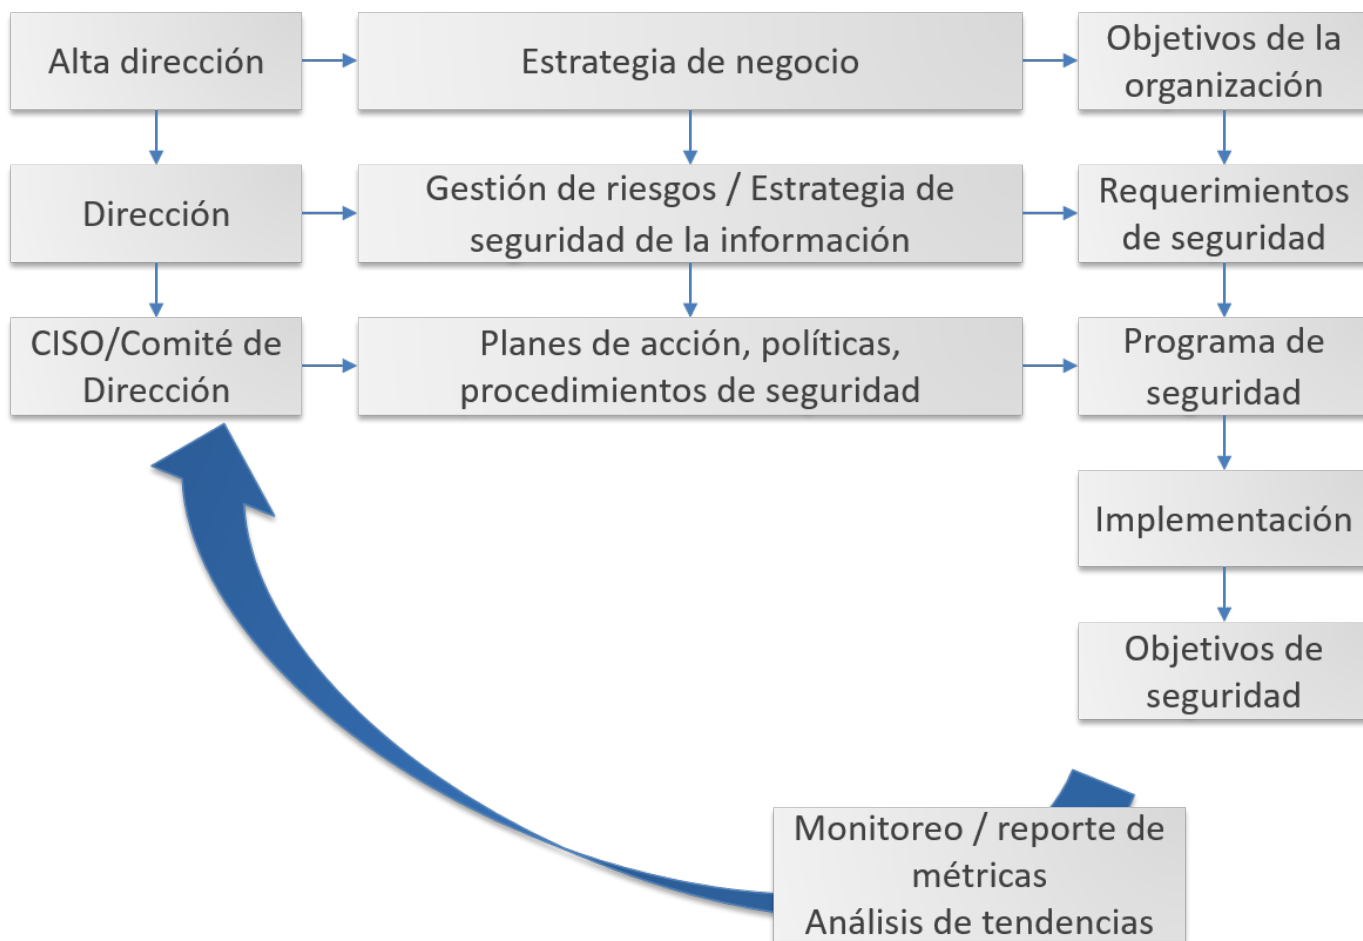 Alta dirección
Estrategia de negocio
Objetivos de la
organización
Dirección
Gestión de riesgos / Estrategia de
seguridad de la información
Requerimientos
de seguridad
CISO/Comité de
Dirección
Planes de acción, políticas,
procedimientos de seguridad
Programa de
seguridad
Implementación
Objetivos de
seguridad
Monitoreo / reporte de
métricas
Análisis de tendencias